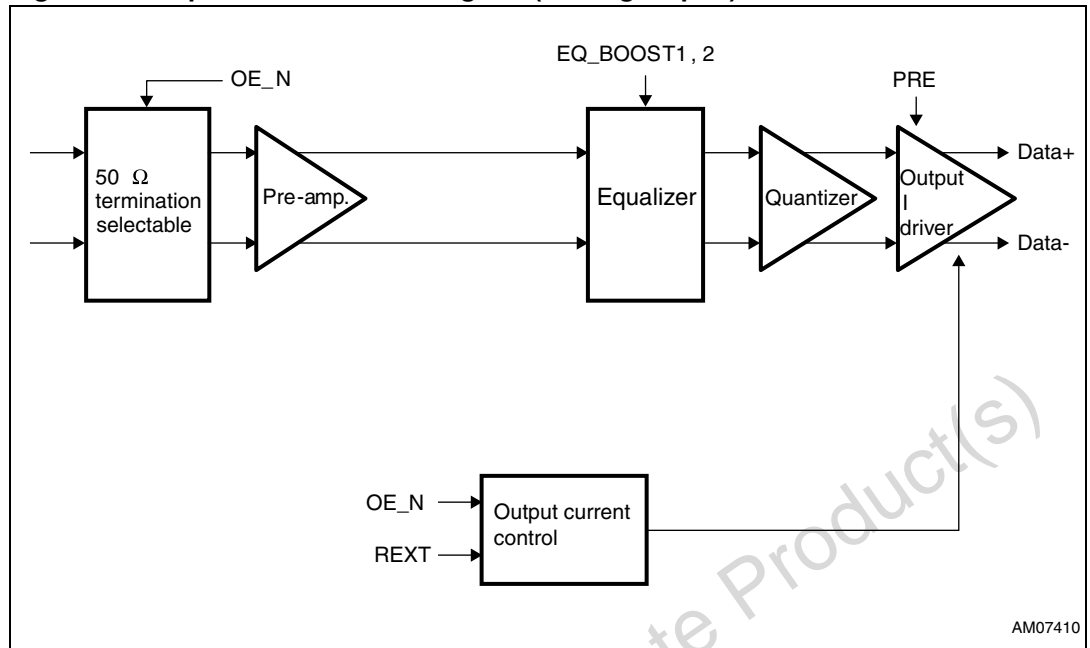 OE_N
EQ_BOOST1 , 2
PRE
50 Ω
termination
selectable
Pre-amp.
Equalizer
Quantizer
Output
I
driver
Data+
Data-
OE_N
REXT
Output current
control
Product(s)
AM07410